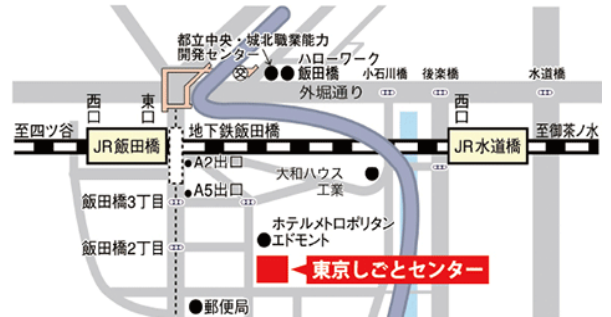 都立中央・城北職業能力
開発センター
ハローワーク
飯田橋
小石川橋
後楽橋
水道橋
外堀通り
西口
東口
西口
至四ツ谷
JR飯田橋
地下鉄飯田橋
JR水道橋
至御茶ノ水
A2出口
大和ハウス
工業
A5出口
飯田橋3丁目
ホテルメトロポリタン
エドモント
飯田橋2丁目
東京しごとセンター
郵便局